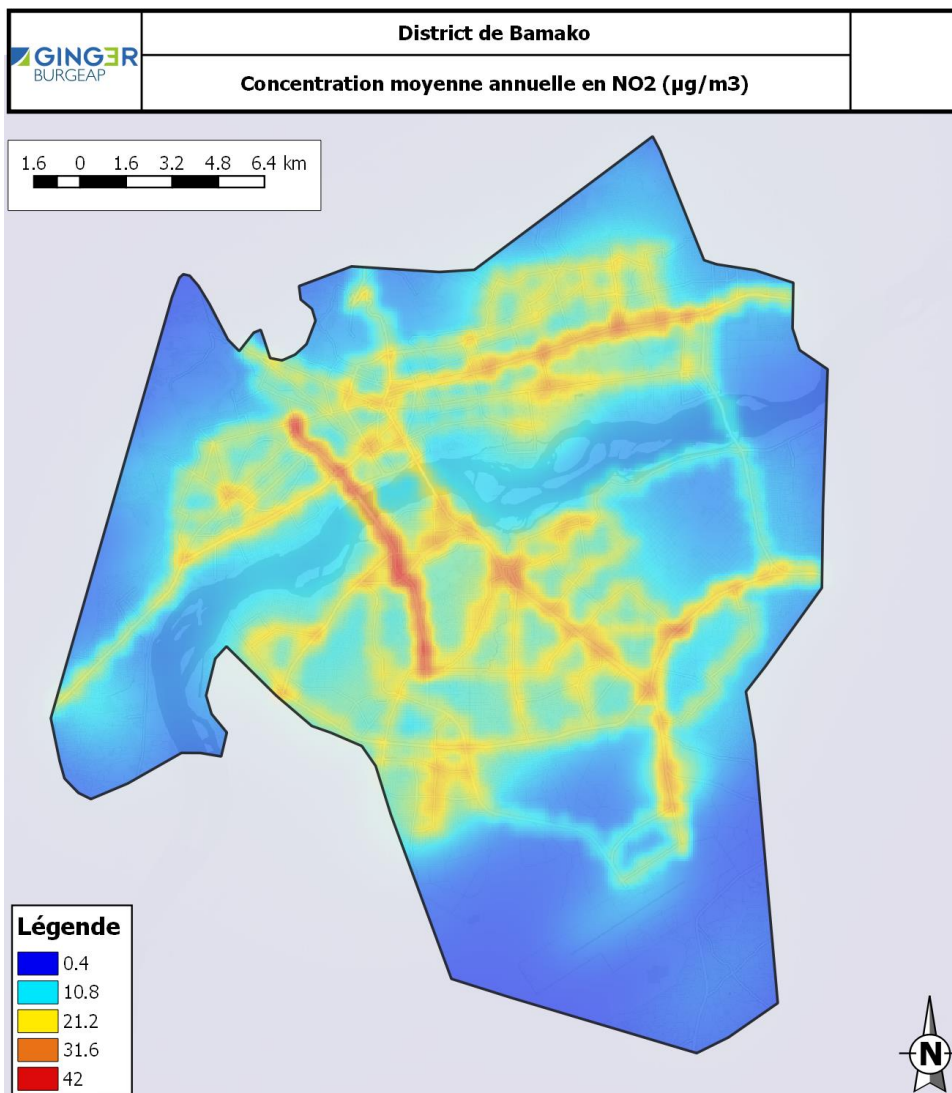 GINGER
BURGEAP
District de Bamako
Concentration moyenne annuelle en NO2 (µg/m3)
1.6 0 1.6 3.2 4.8 6.4 km
Légende
0.4
10.8
21.2
31.6
42
N